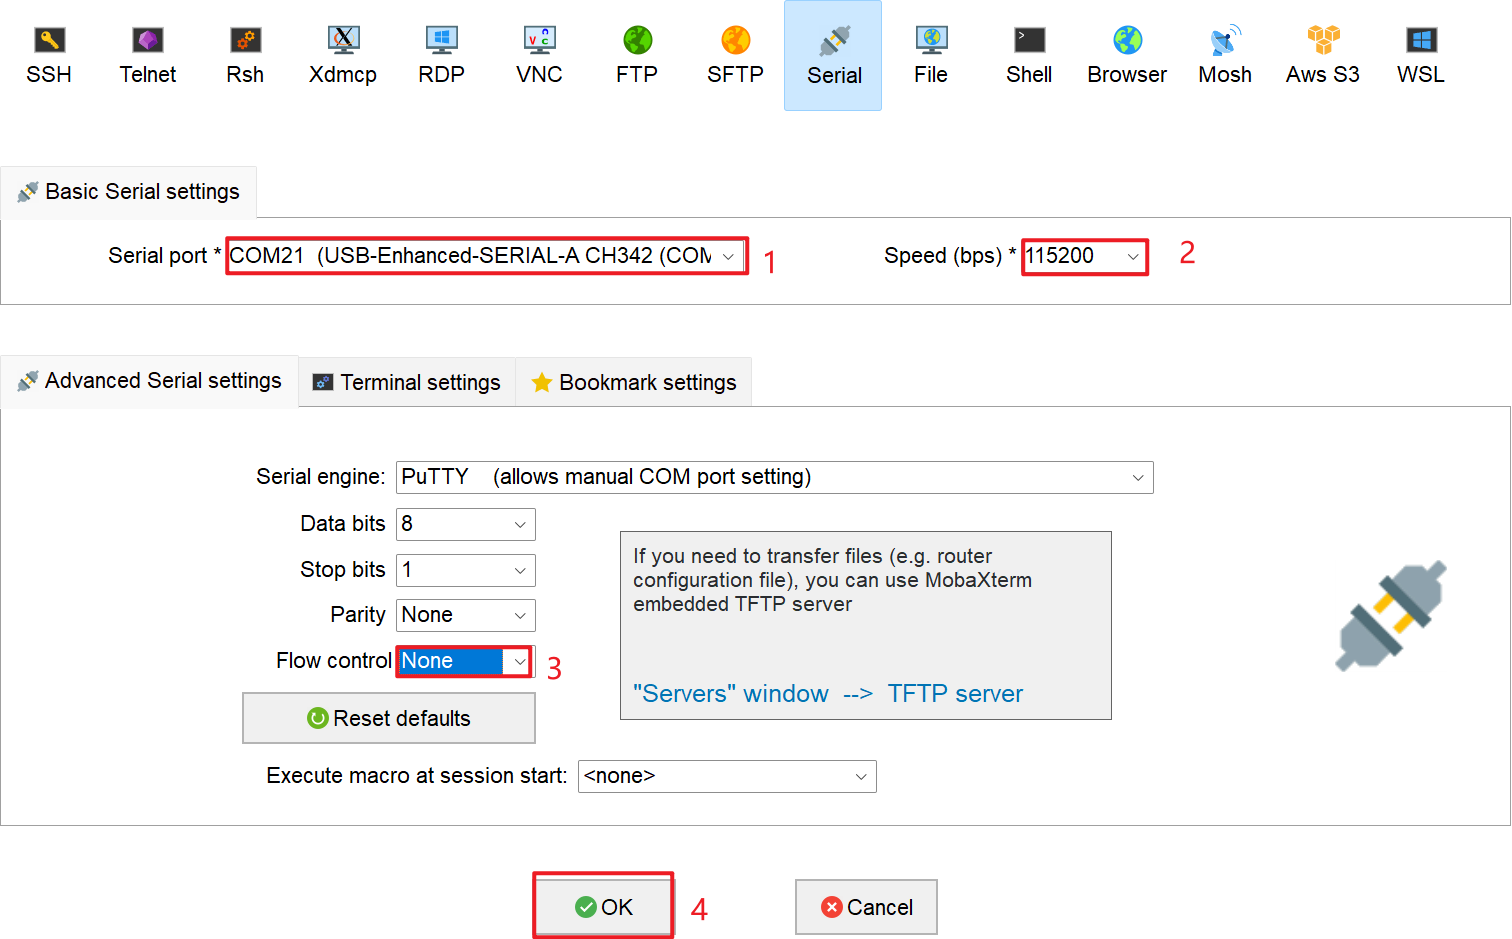 SSH Telnet Rsh Xdmcp RDP VNC FTP SFTP Serial File Shell Browser Mosh Aws S3 WSL
Basic Serial settings
Serial port * COM21 (USB-Enhanced-SERIAL-A CH342 (COM 1 Speed (bps) * 115200 2
Advanced Serial settings Terminal settings Bookmark settings
Serial engine: PuTTY (allows manual COM port setting)
Data bits 8
Stop bits 1
Parity None
Flow control None 3
If you need to transfer files (e.g. router
configuration file), you can use MobaXterm
embedded TFTP server
"Servers" window --> TFTP server
Reset defaults
Execute macro at session start: <none>
OK 4 Cancel